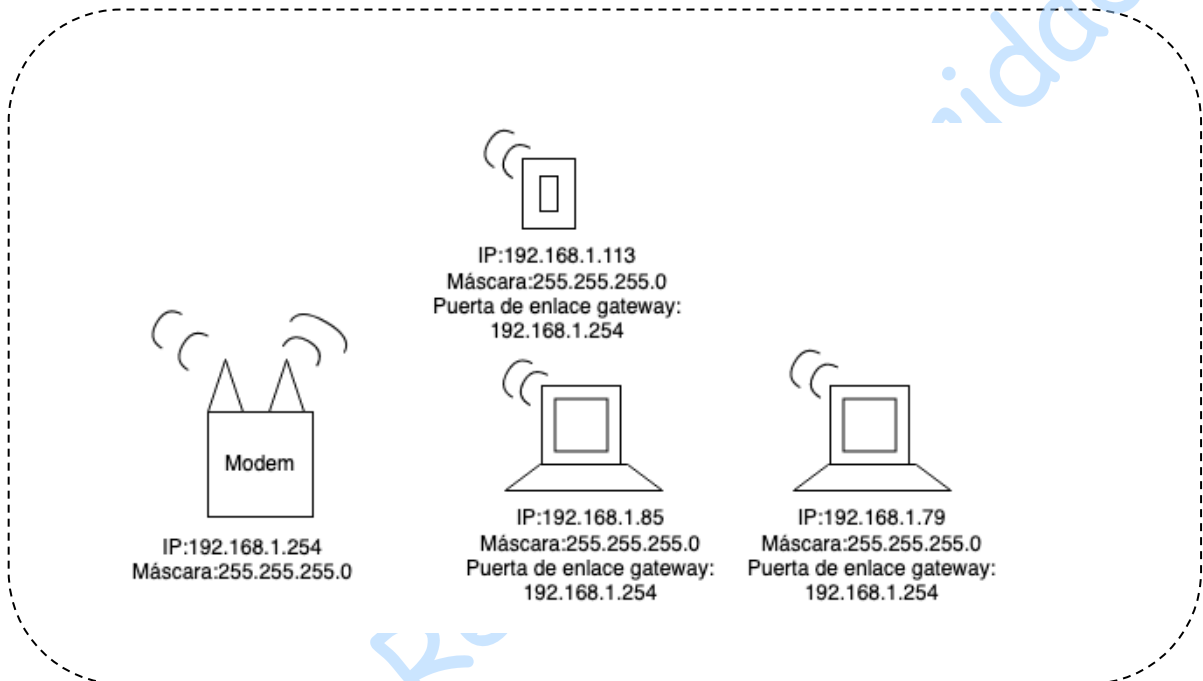 IP:192.168.1.113
Máscara:255.255.255.0
Puerta de enlace gateway:
192.168.1.254
Modem
IP:192.168.1.254
Máscara:255.255.255.0
IP:192.168.1.85
Máscara:255.255.255.0
Puerta de enlace gateway:
192.168.1.254
IP:192.168.1.79
Máscara:255.255.255.0
Puerta de enlace gateway:
192.168.1.254